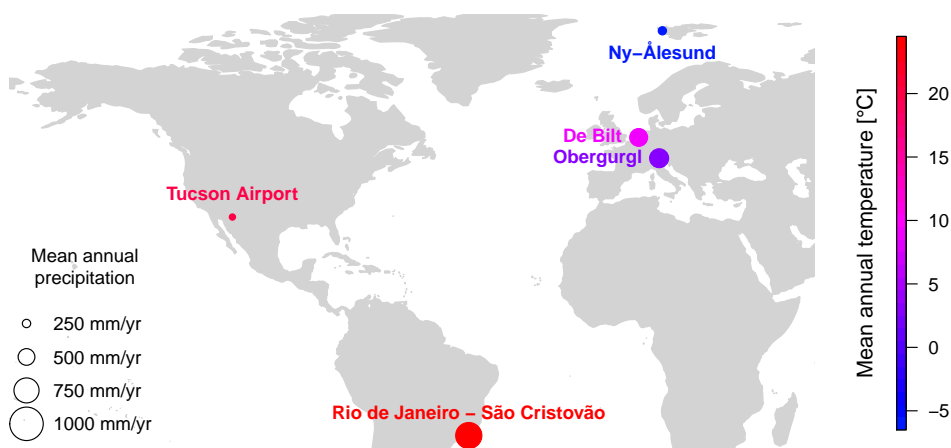 Ny−Ålesund
De Bilt
Obergurgl
Tucson Airport
Rio de Janeiro − São Cristovão
Mean annual
precipitation
250 mm/yr
500 mm/yr
750 mm/yr
1000 mm/yr
Mean annual temperature [°C]
20
15
10
5
0
−5